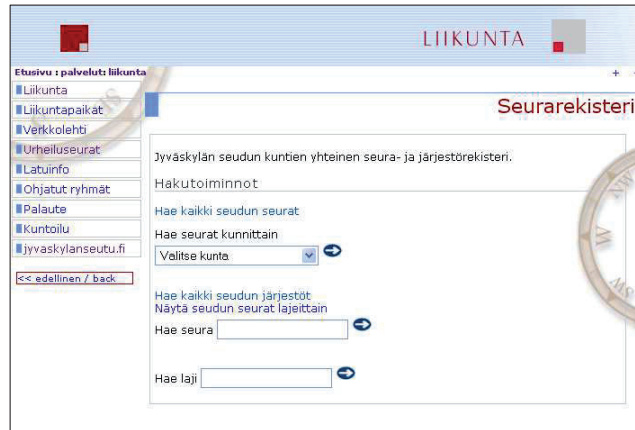 LIIKUNTA
Etusivu : palvelut: liikunta
+
Liikunta
Liikuntapaikat
Verkkolehti
Urheiluseurat
Latuinfo
Ohjatut ryhmät
Palaute
Kuntoilu
jyvaskylanseutu.fi
<< edellinen / back
Seurarekisteri
Jyväskylän seudun kuntien yhteinen seura- ja järjestörekisteri.
Hakutoiminnot
Hae kaikki seudun seurat
Hae seurat kunnittain
Valitse kunta
Hae kaikki seudun järjestöt
Näytä seudun seurat lajeittain
Hae seura
Hae laji
NW
W